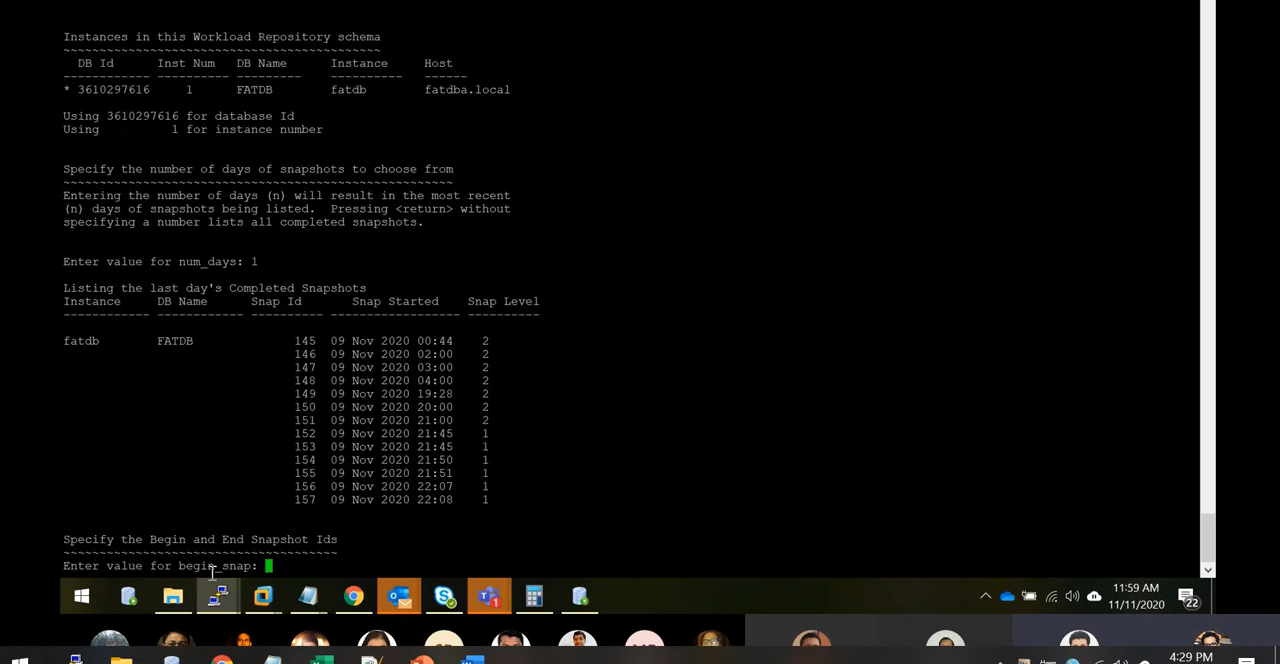 Instances in this Workload Repository schema
~~~~~~~~~~~~~~~~~~~~~~~~~~~~~~~~~~~~~~~~~~~~
DB Id Inst Num DB Name Instance Host
------------ ---------- --------- ---------- ------
* 3610297616 1 FATDB fatdb fatdba.local
Using 3610297616 for database Id
Using 1 for instance number
Specify the number of days of snapshots to choose from
~~~~~~~~~~~~~~~~~~~~~~~~~~~~~~~~~~~~~~~~~~~~~~~~~~~~~~
Entering the number of days (n) will result in the most recent
(n) days of snapshots being listed.  Pressing <return> without
specifying a number lists all completed snapshots.
Enter value for num_days: 1
Listing the last day's Completed Snapshots
Instance DB Name Snap Id Snap Started Snap Level
------------ ------------ ---------- ------------------ ----------
fatdb FATDB 145 09 Nov 2020 00:44 2
146 09 Nov 2020 02:00 2
147 09 Nov 2020 03:00 2
148 09 Nov 2020 04:00 2
149 09 Nov 2020 19:28 2
150 09 Nov 2020 20:00 2
151 09 Nov 2020 21:00 2
152 09 Nov 2020 21:45 1
153 09 Nov 2020 21:45 1
154 09 Nov 2020 21:50 1
155 09 Nov 2020 21:51 1
156 09 Nov 2020 22:07 1
157 09 Nov 2020 22:08 1
Specify the Begin and End Snapshot Ids
~~~~~~~~~~~~~~~~~~~~~~~~~~~~~~~~~~~~~~
Enter value for begin_snap:
11:59 AM
11/11/2020
22
1
4:29 PM